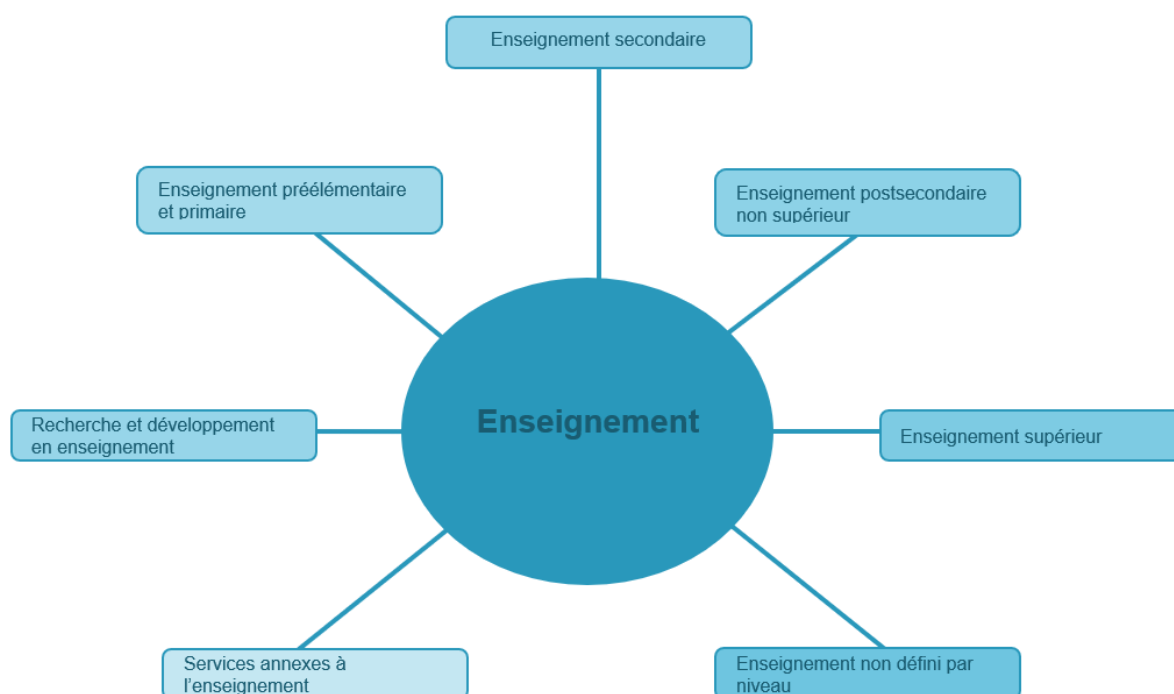 Enseignement secondaire
Enseignement préélémentaire
et primaire
Enseignement postsecondaire
non supérieur
Enseignement
Recherche et développement
en enseignement
Enseignement supérieur
Services annexes à
l’enseignement
Enseignement non défini par
niveau